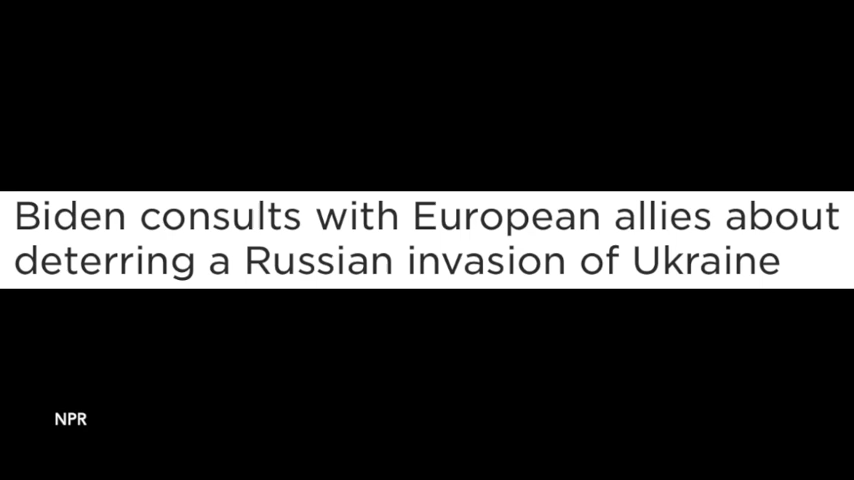 Biden consults with European allies about
deterring a Russian invasion of Ukraine
NPR